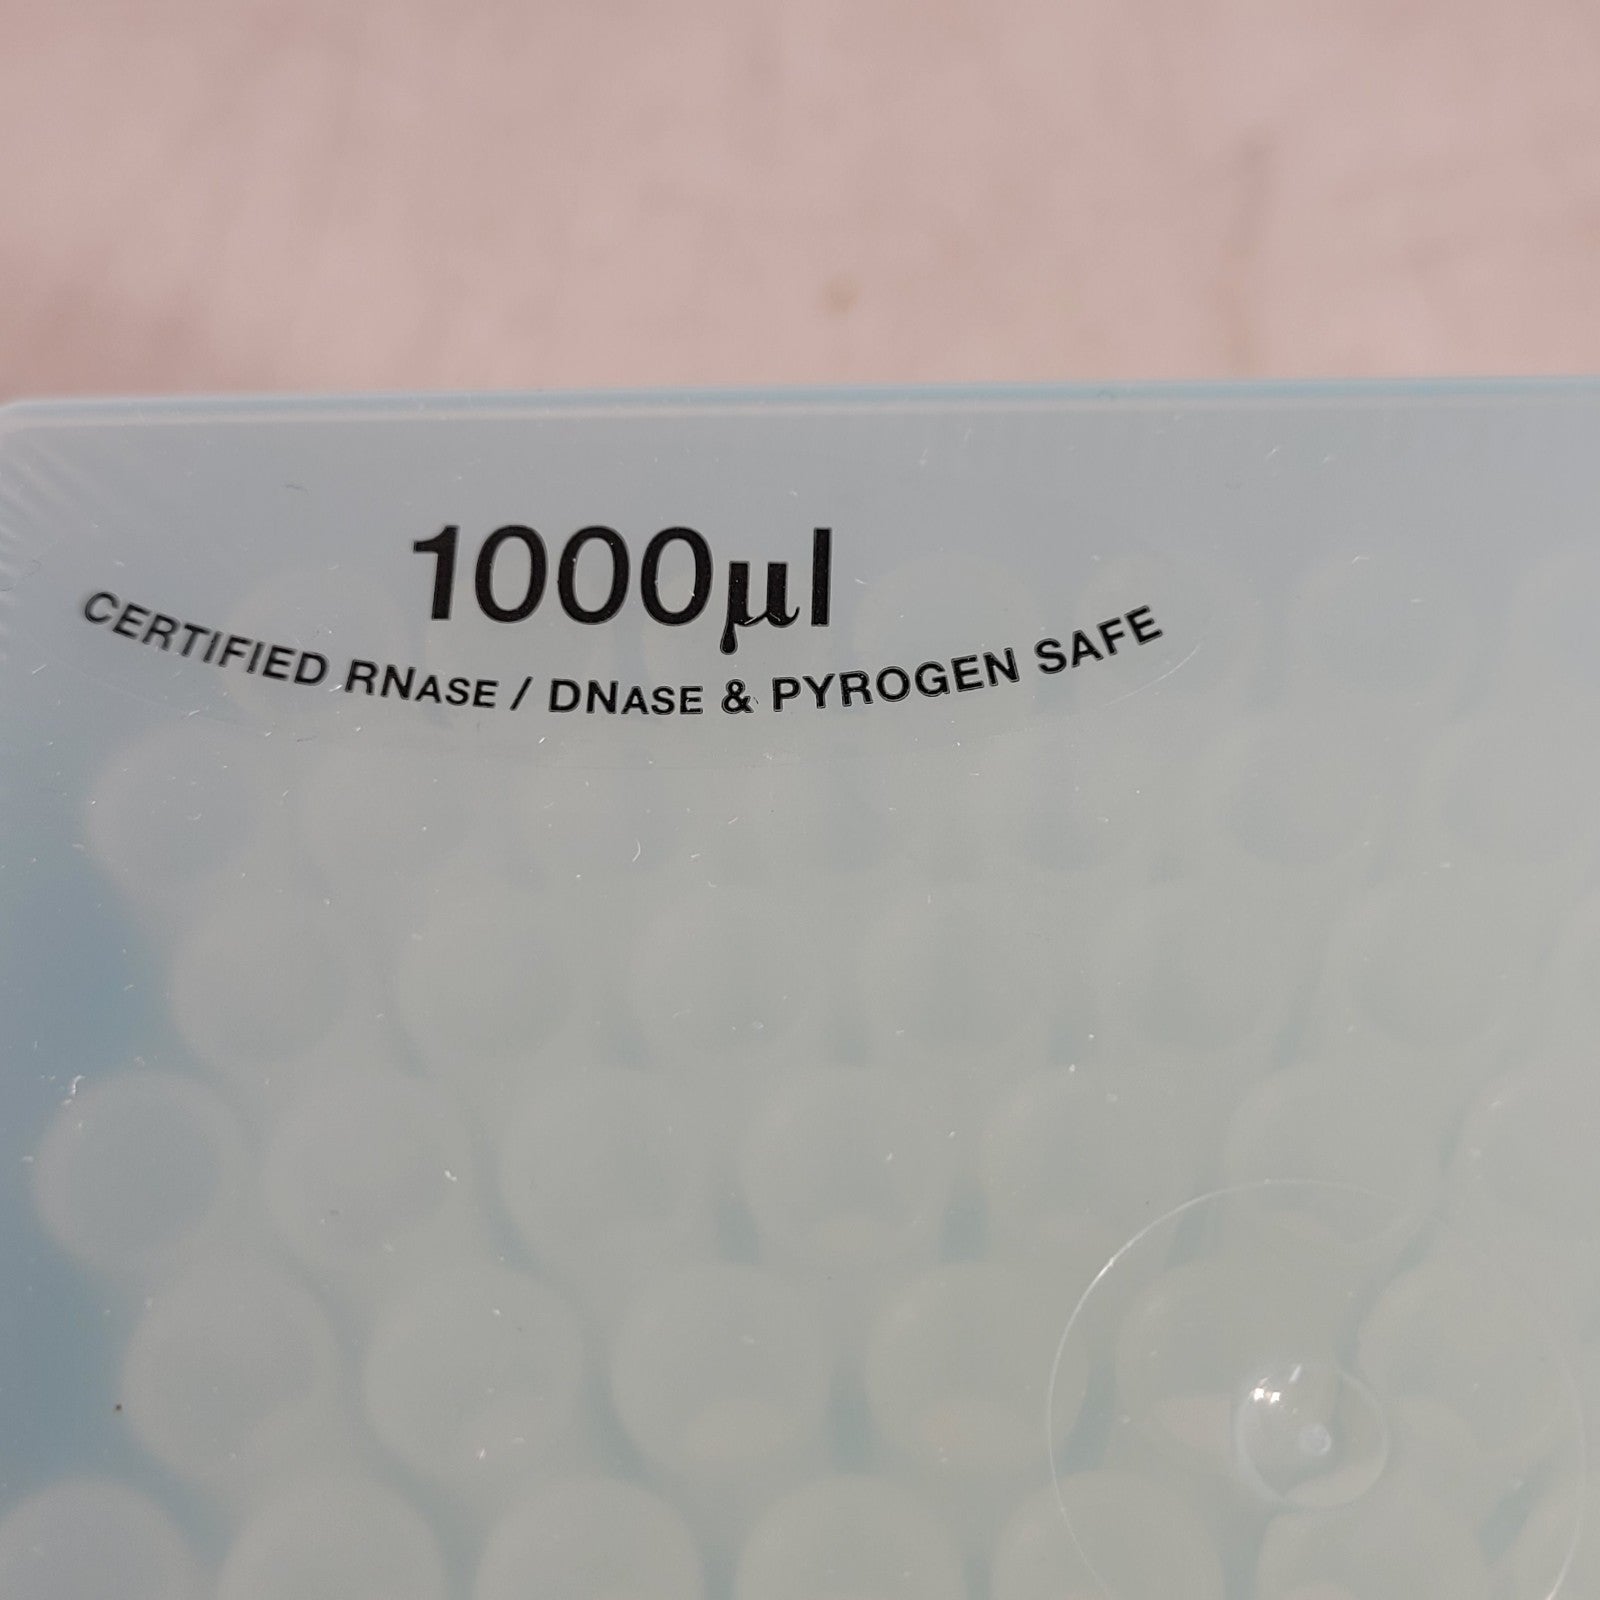 1000µl
CERTIFIED RNASE / DNASE & PYROGEN SAFE